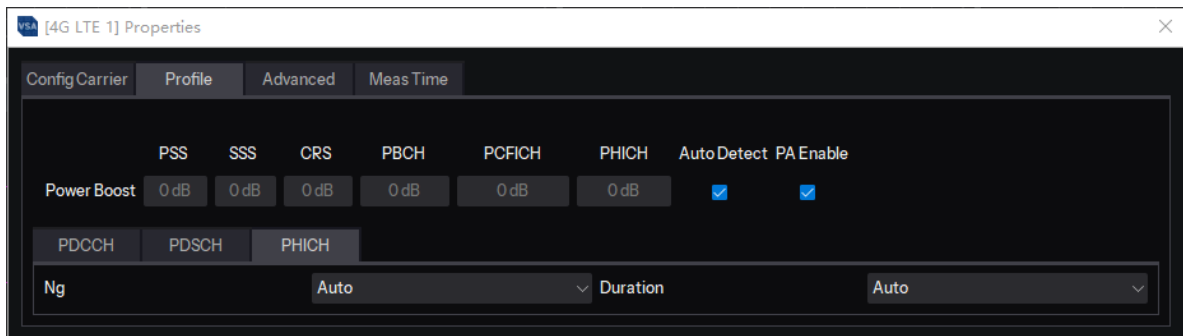 VSA [4G LTE 1] Properties
Config Carrier Profile Advanced Meas Time
PSS SSS CRS PBCH PCFICH PHICH Auto Detect PA Enable
Power Boost 0 dB 0 dB 0 dB 0 dB 0 dB 0 dB
PDCCH PDSCH PHICH
Ng Auto Duration Auto